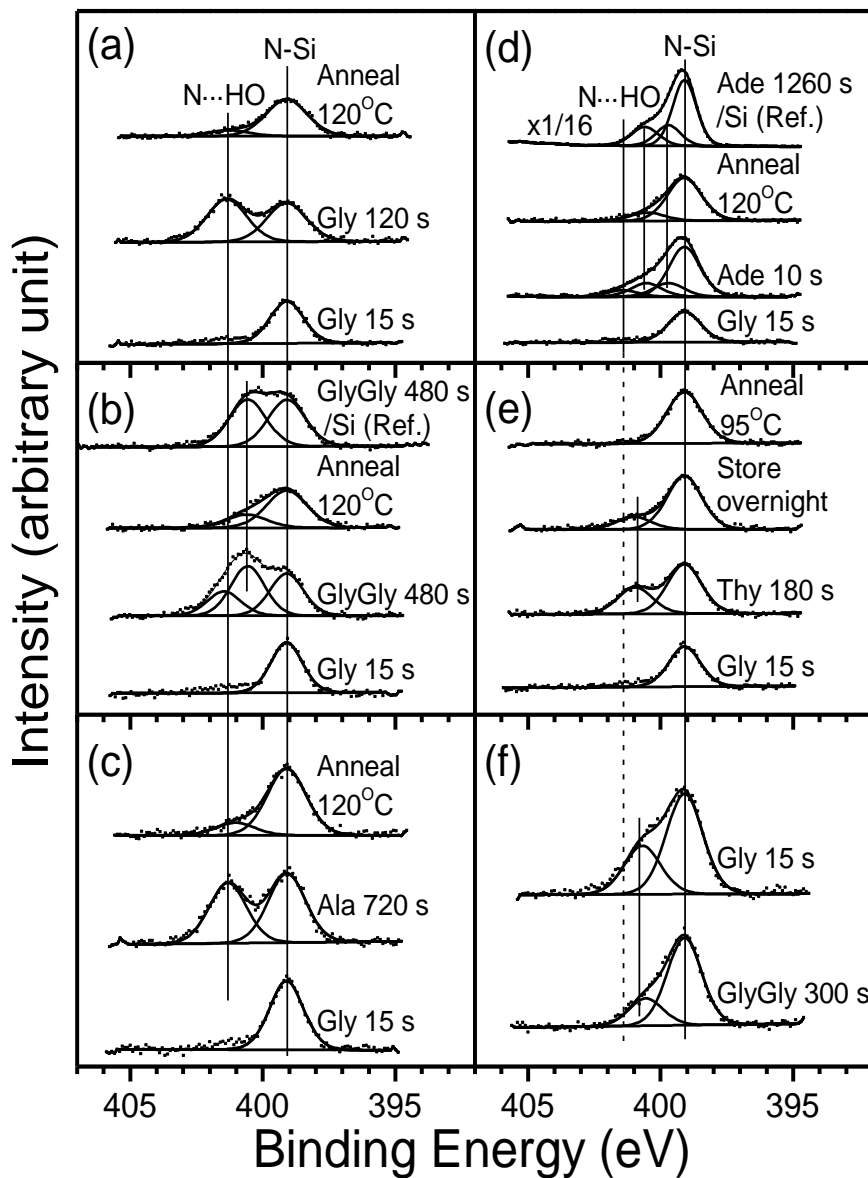 Intensity (arbitrary unit)
(a)
N-Si
N···HO
Anneal
120°C
Gly 120 s
Gly 15 s
(b)
GlyGly 480 s
/Si (Ref.)
Anneal
120°C
GlyGly 480 s
Gly 15 s
(c)
Anneal
120°C
Ala 720 s
Gly 15 s
(d)
N-Si
N···HO
Ade 1260 s
/Si (Ref.)
x1/16
Anneal
120°C
Ade 10 s
Gly 15 s
(e)
Anneal
95°C
Store
overnight
Thy 180 s
Gly 15 s
(f)
Gly 15 s
GlyGly 300 s
405 400 395 405 400 395
Binding Energy (eV)